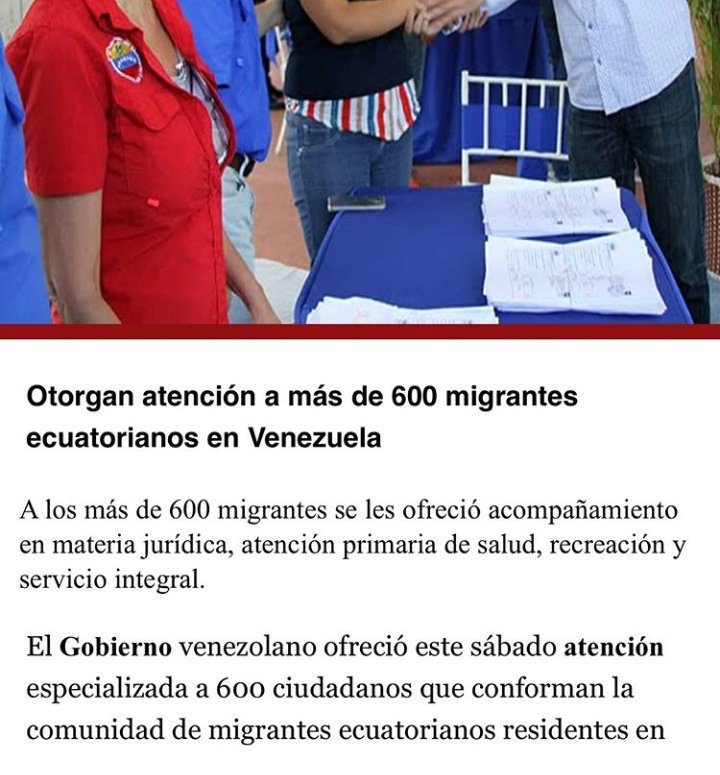 Otorgan atención a más de 600 migrantes
ecuatorianos en Venezuela
A los más de 600 migrantes se les ofreció acompañamiento
en materia jurídica, atención primaria de salud, recreación y
servicio integral.
El Gobierno venezolano ofreció este sábado atención
especializada a 600 ciudadanos que conforman la
comunidad de migrantes ecuatorianos residentes en